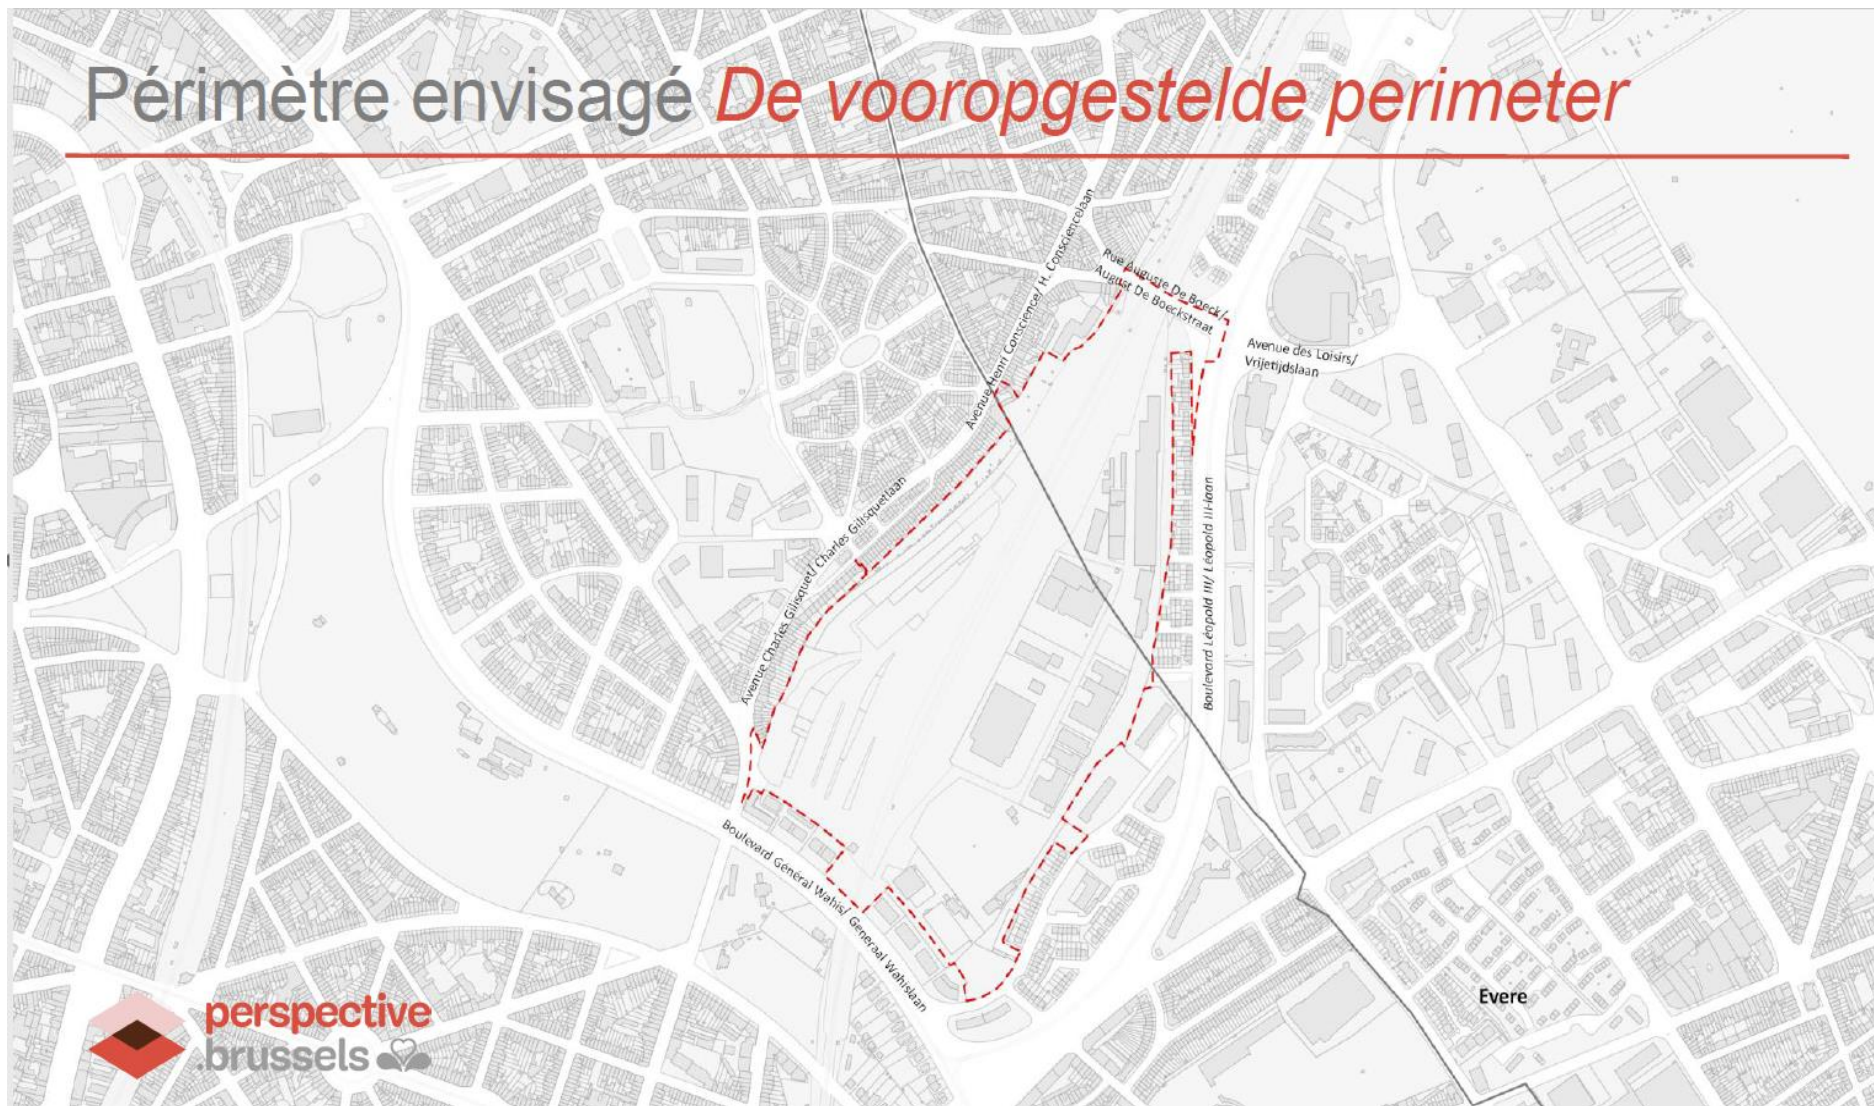 Périmètre envisagé De vooropgestelde perimeter
Avenue Henri Conscience/ H. Consciencelaan
Rue Auguste De Boeck/
August De Boeckstraat
Avenue des Loisirs/
Vrijetijdslaan
Avenue Charles Gilisquet/ Charles Gilisquetlaan
Boulevard Léopold III/ Léopold III-laan
Boulevard Général Wahis/ Generaal Wahislaan
Evere
perspective
.brussels